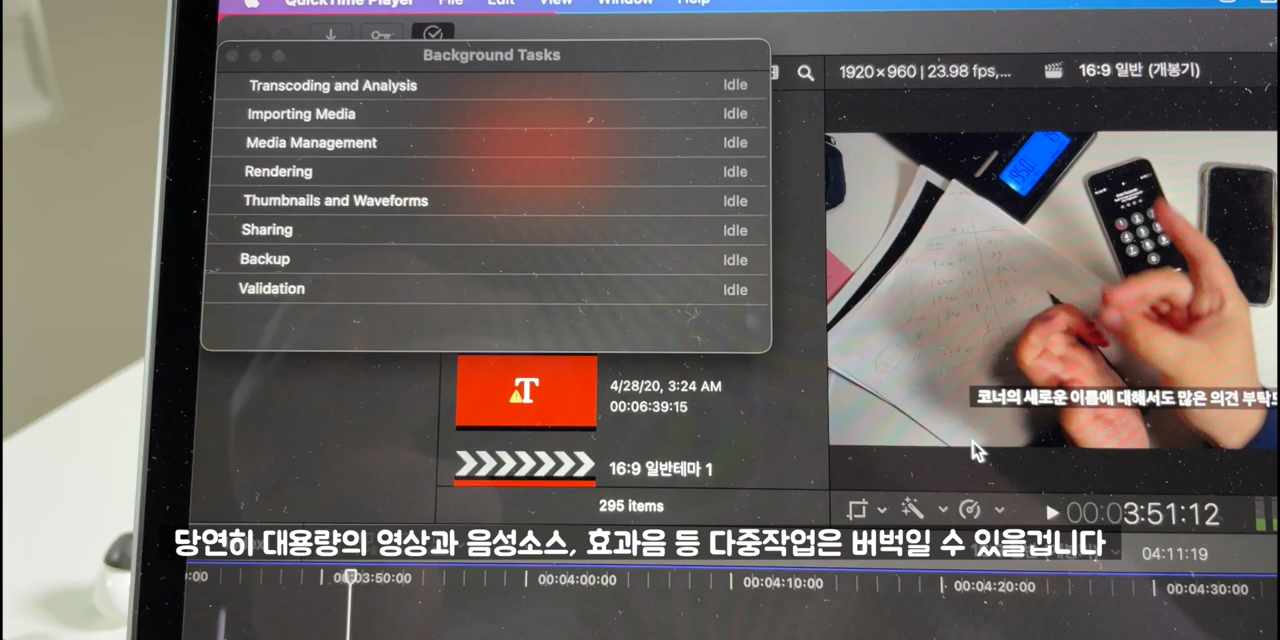 QuickTime Player File Edit View Window Help
Background Tasks
Transcoding and Analysis Idle
Importing Media Idle
Media Management Idle
Rendering Idle
Thumbnails and Waveforms Idle
Sharing Idle
Backup Idle
Validation Idle
1920×960 | 23.98 fps,... 16:9 일반 (개봉기)
T 4/28/20, 3:24 AM
00:06:39:15
16:9 일반테마 1
295 items
코너의 새로운 이름에 대해서도 많은 의견 부탁드
00:03:51:12
당연히 대용량의 영상과 음성소스, 효과음 등 다중작업은 버벅일 수 있을겁니다
04:11:19
00:03:50:00 00:04:00:00 00:04:10:00 00:04:20:00 00:04:30:00